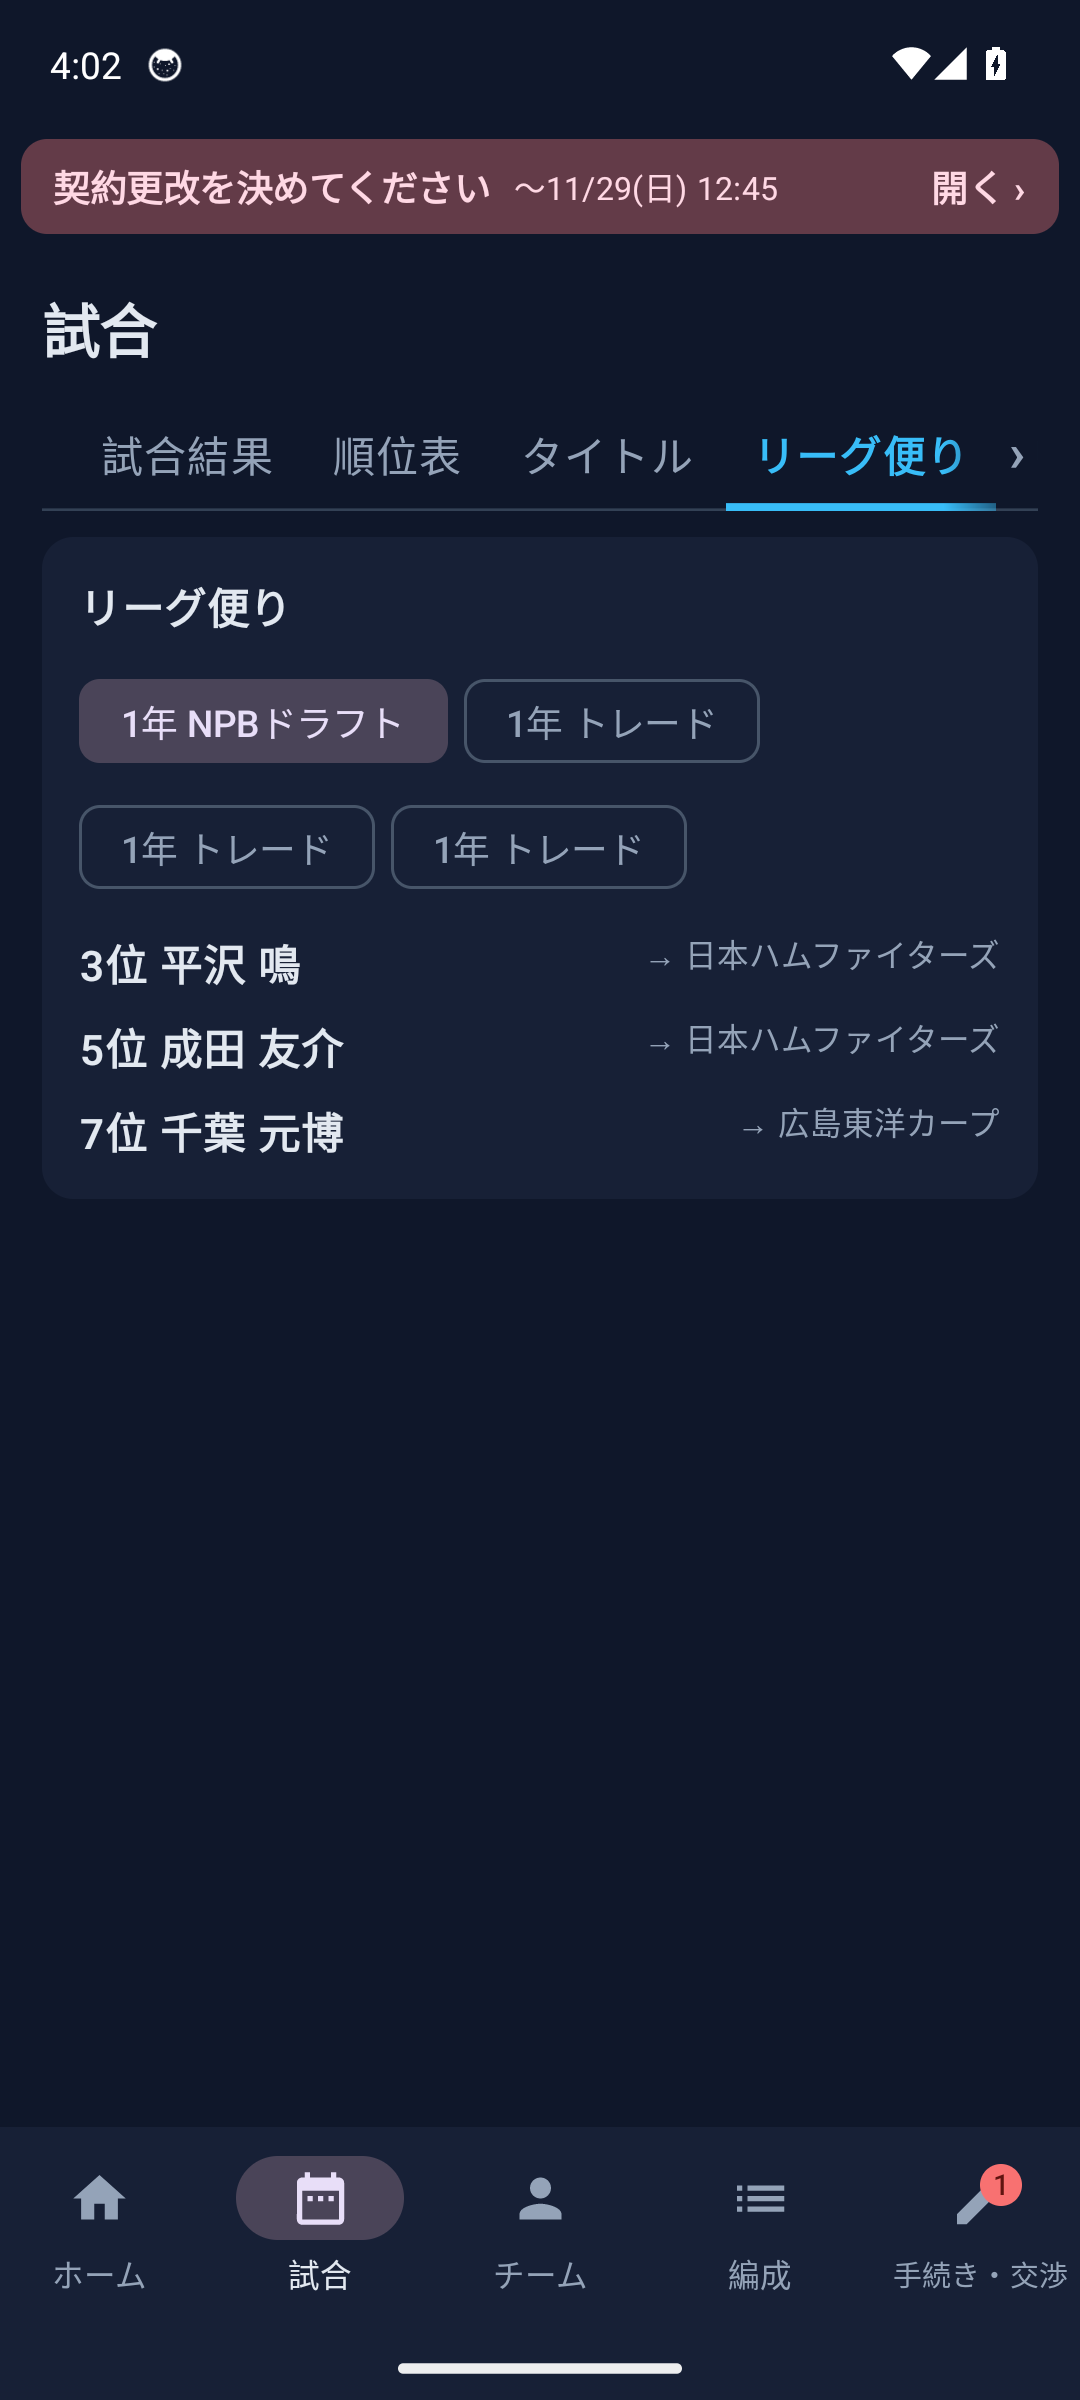 4:02
契約更改を決めてください ～11/29(日) 12:45 開く ›
試合
試合結果 順位表 タイトル リーグ便り ›
リーグ便り
1年 NPBドラフト 1年 トレード
1年 トレード 1年 トレード
3位 平沢 鳴 → 日本ハムファイターズ
5位 成田 友介 → 日本ハムファイターズ
7位 千葉 元博 → 広島東洋カープ
1
ホーム 試合 チーム 編成 手続き・交渉